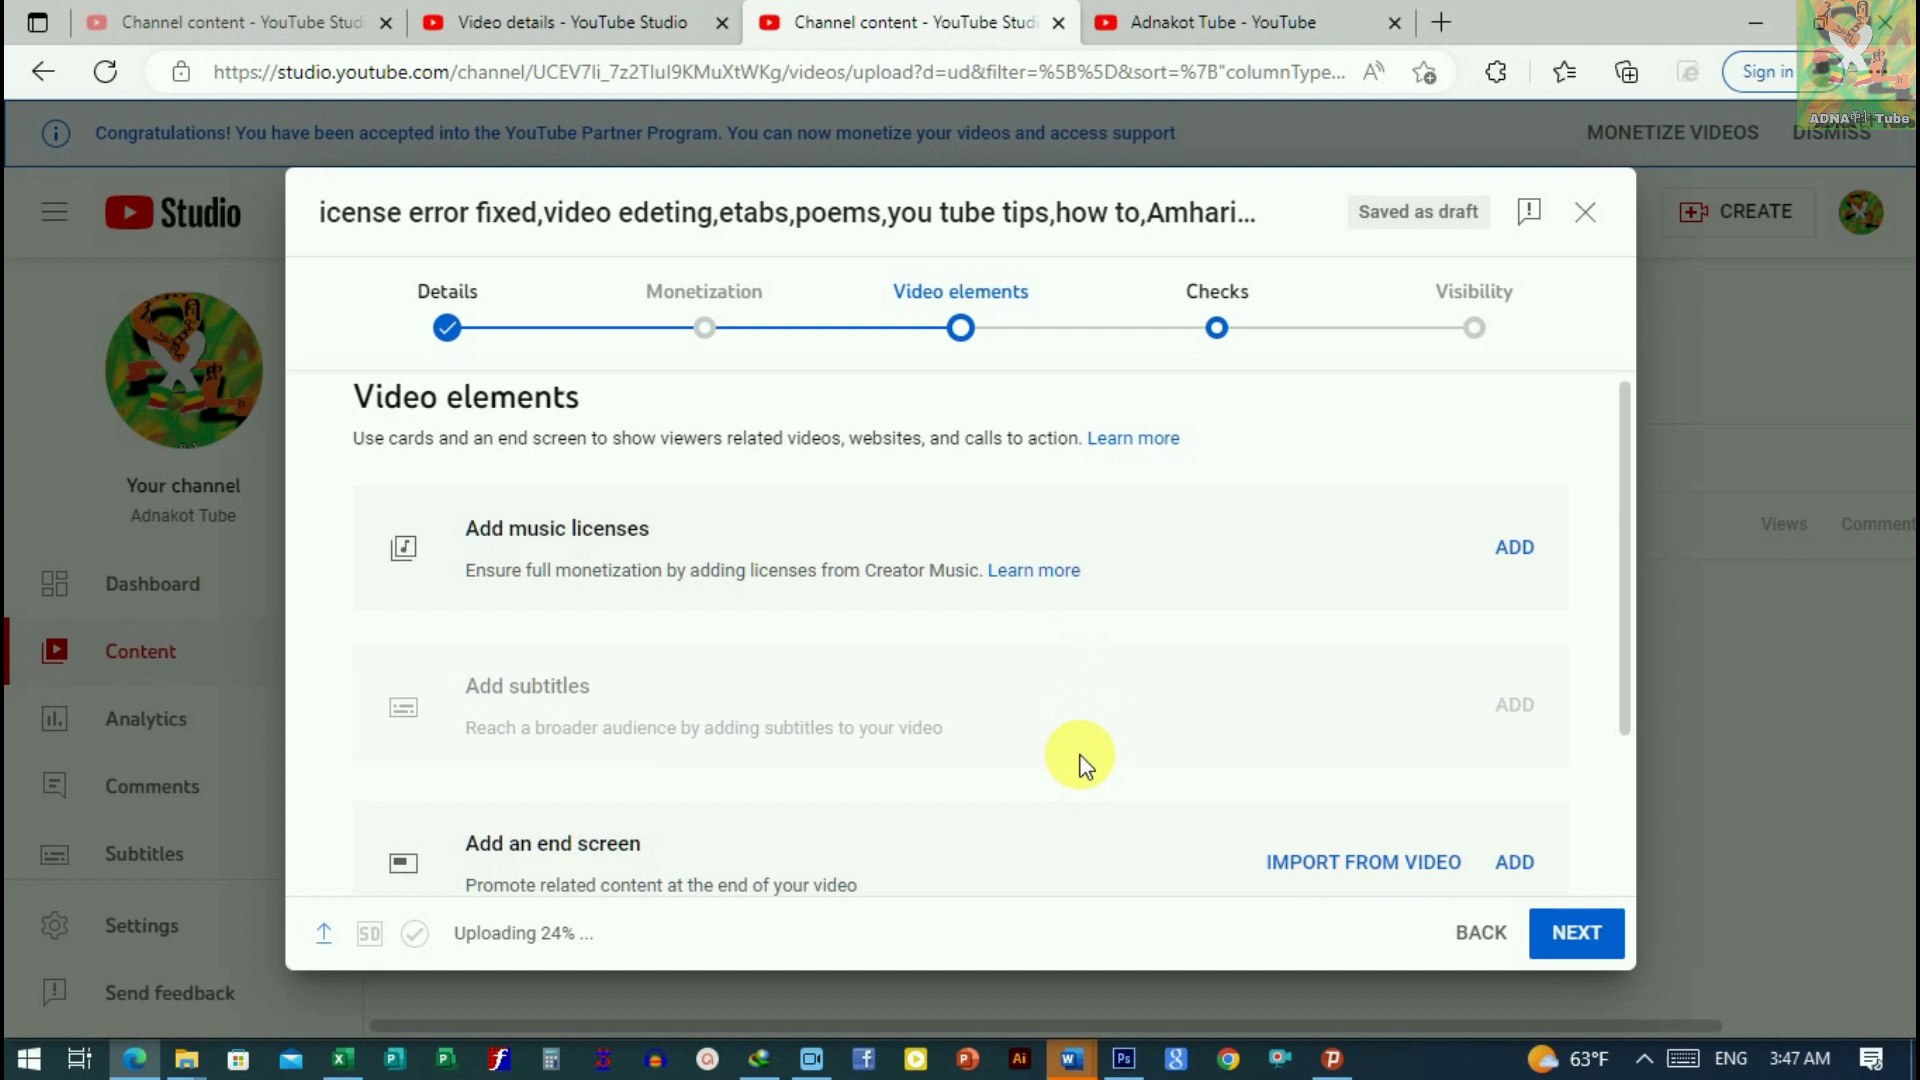 Channel content - YouTube Stud
Video details - YouTube Studio
Channel content - YouTube Studi
Adnakot Tube - YouTube
https://studio.youtube.com/channel/UCEV7Ii_7z2TIuI9KMuXtWKg/videos/upload?d=ud&filter=%5B%5D&sort=%7B"columnType...
Sign in
Congratulations! You have been accepted into the YouTube Partner Program. You can now monetize your videos and access support
MONETIZE VIDEOS
DISMISS
Studio
icense error fixed,video edeting,etabs,poems,you tube tips,how to,Amhari...
Saved as draft
CREATE
Details
Monetization
Video elements
Checks
Visibility
Video elements
Use cards and an end screen to show viewers related videos, websites, and calls to action. Learn more
Your channel
Adnakot Tube
Views
Comment
Add music licenses
Ensure full monetization by adding licenses from Creator Music. Learn more
ADD
Dashboard
Content
Analytics
Comments
Subtitles
Settings
Send feedback
Add subtitles
Reach a broader audience by adding subtitles to your video
ADD
Add an end screen
Promote related content at the end of your video
IMPORT FROM VIDEO
ADD
SD
Uploading 24% ...
BACK
NEXT
63°F
ENG
3:47 AM